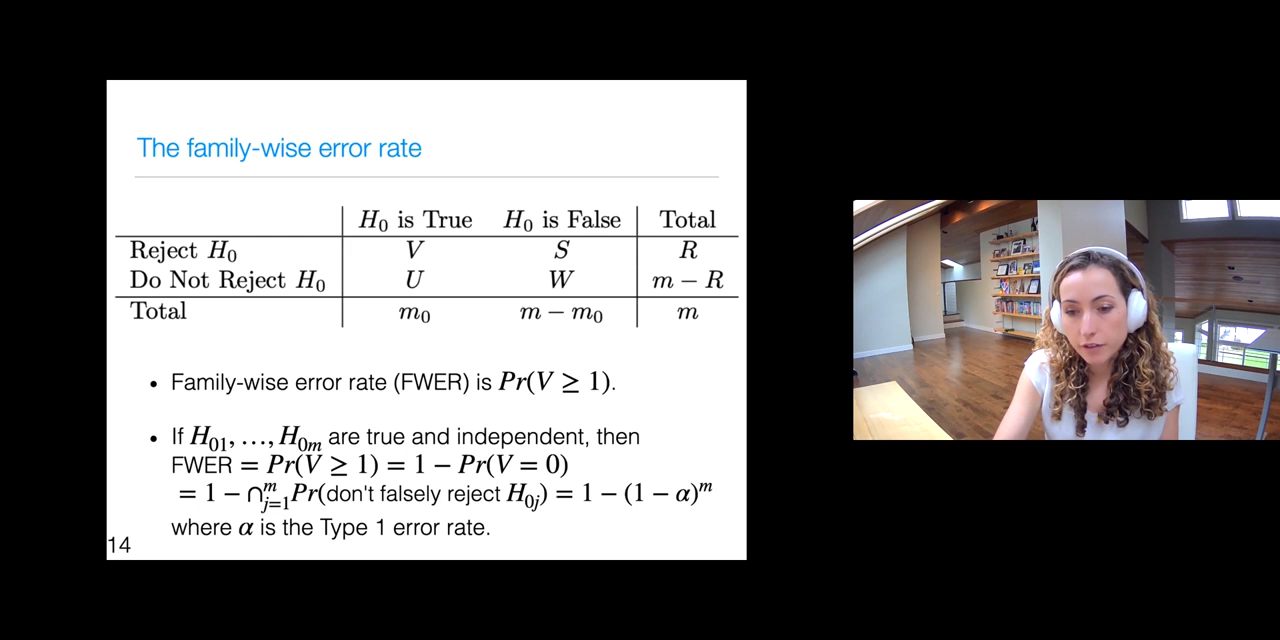 The family-wise error rate
H₀ is True H₀ is False Total
Reject H₀ V S R
Do Not Reject H₀ U W m − R
Total m₀ m − m₀ m
• Family-wise error rate (FWER) is Pr(V ≥ 1).
• If H₀₁, …, H₀ₘ are true and independent, then
FWER = Pr(V ≥ 1) = 1 − Pr(V = 0)
= 1 − ∩ⱼ₌₁ᵐ Pr(don't falsely reject H₀ⱼ) = 1 − (1 − α)ᵐ
where α is the Type 1 error rate.
14